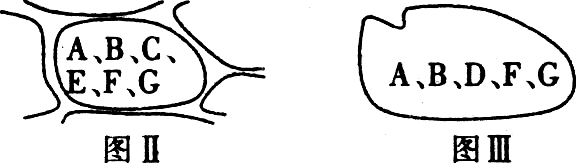 A、B、C、
E、F、G
A、B、D、F、G
图Ⅱ
图Ⅲ